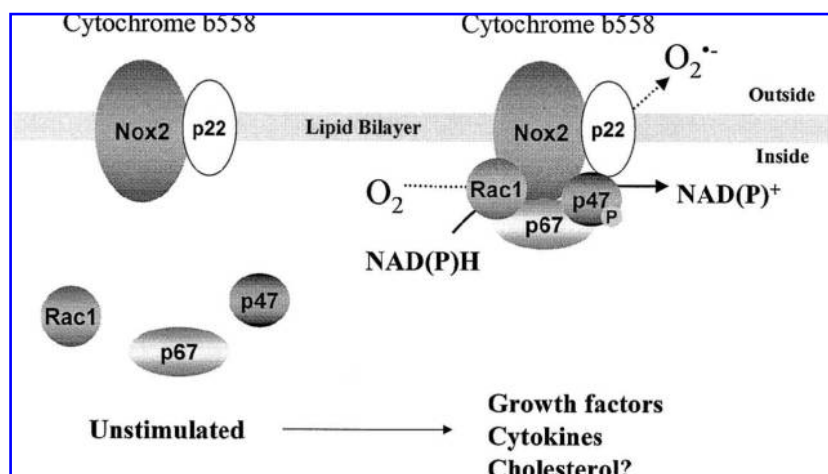 Cytochrome b558
Cytochrome b558
O₂•-
Outside
Nox2
p22
Lipid Bilayer
Nox2
p22
Inside
O₂
Rac1
p47
P
NAD(P)⁺
p67
NAD(P)H
Rac1
p47
p67
Unstimulated
Growth factors
Cytokines
Cholesterol?